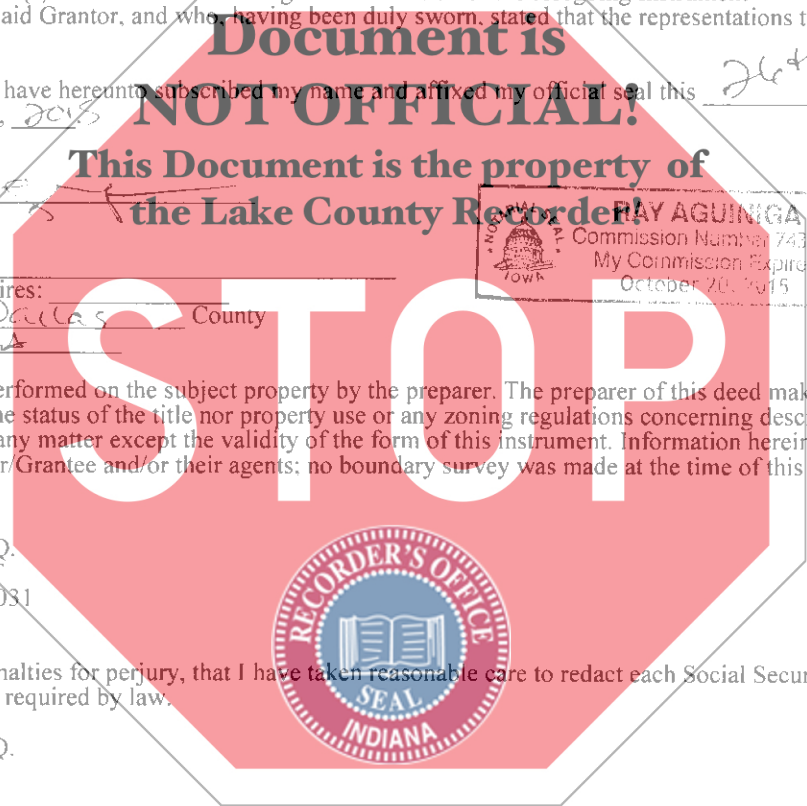 aid Grantor, and who, having been duly sworn, stated that the representations t
Document is
have hereunto subscribed my name and affixed my official seal this 26th
NOT OFFICIAL!
2015
This Document is the property of
the Lake County Recorder!
NOTARIAL SEAL
IOWA
RAY AGUINIGA
Commission Number 743
My Commission Expire
October 20, 2015
ires:
Dallas County
STOP
erformed on the subject property by the preparer. The preparer of this deed mak
e status of the title nor property use or any zoning regulations concerning desc
any matter except the validity of the form of this instrument. Information herein
r/Grantee and/or their agents; no boundary survey was made at the time of this
Q.
031
RECORDER'S OFFICE
SEAL
INDIANA
nalties for perjury, that I have taken reasonable care to redact each Social Secur
required by law.
Q.